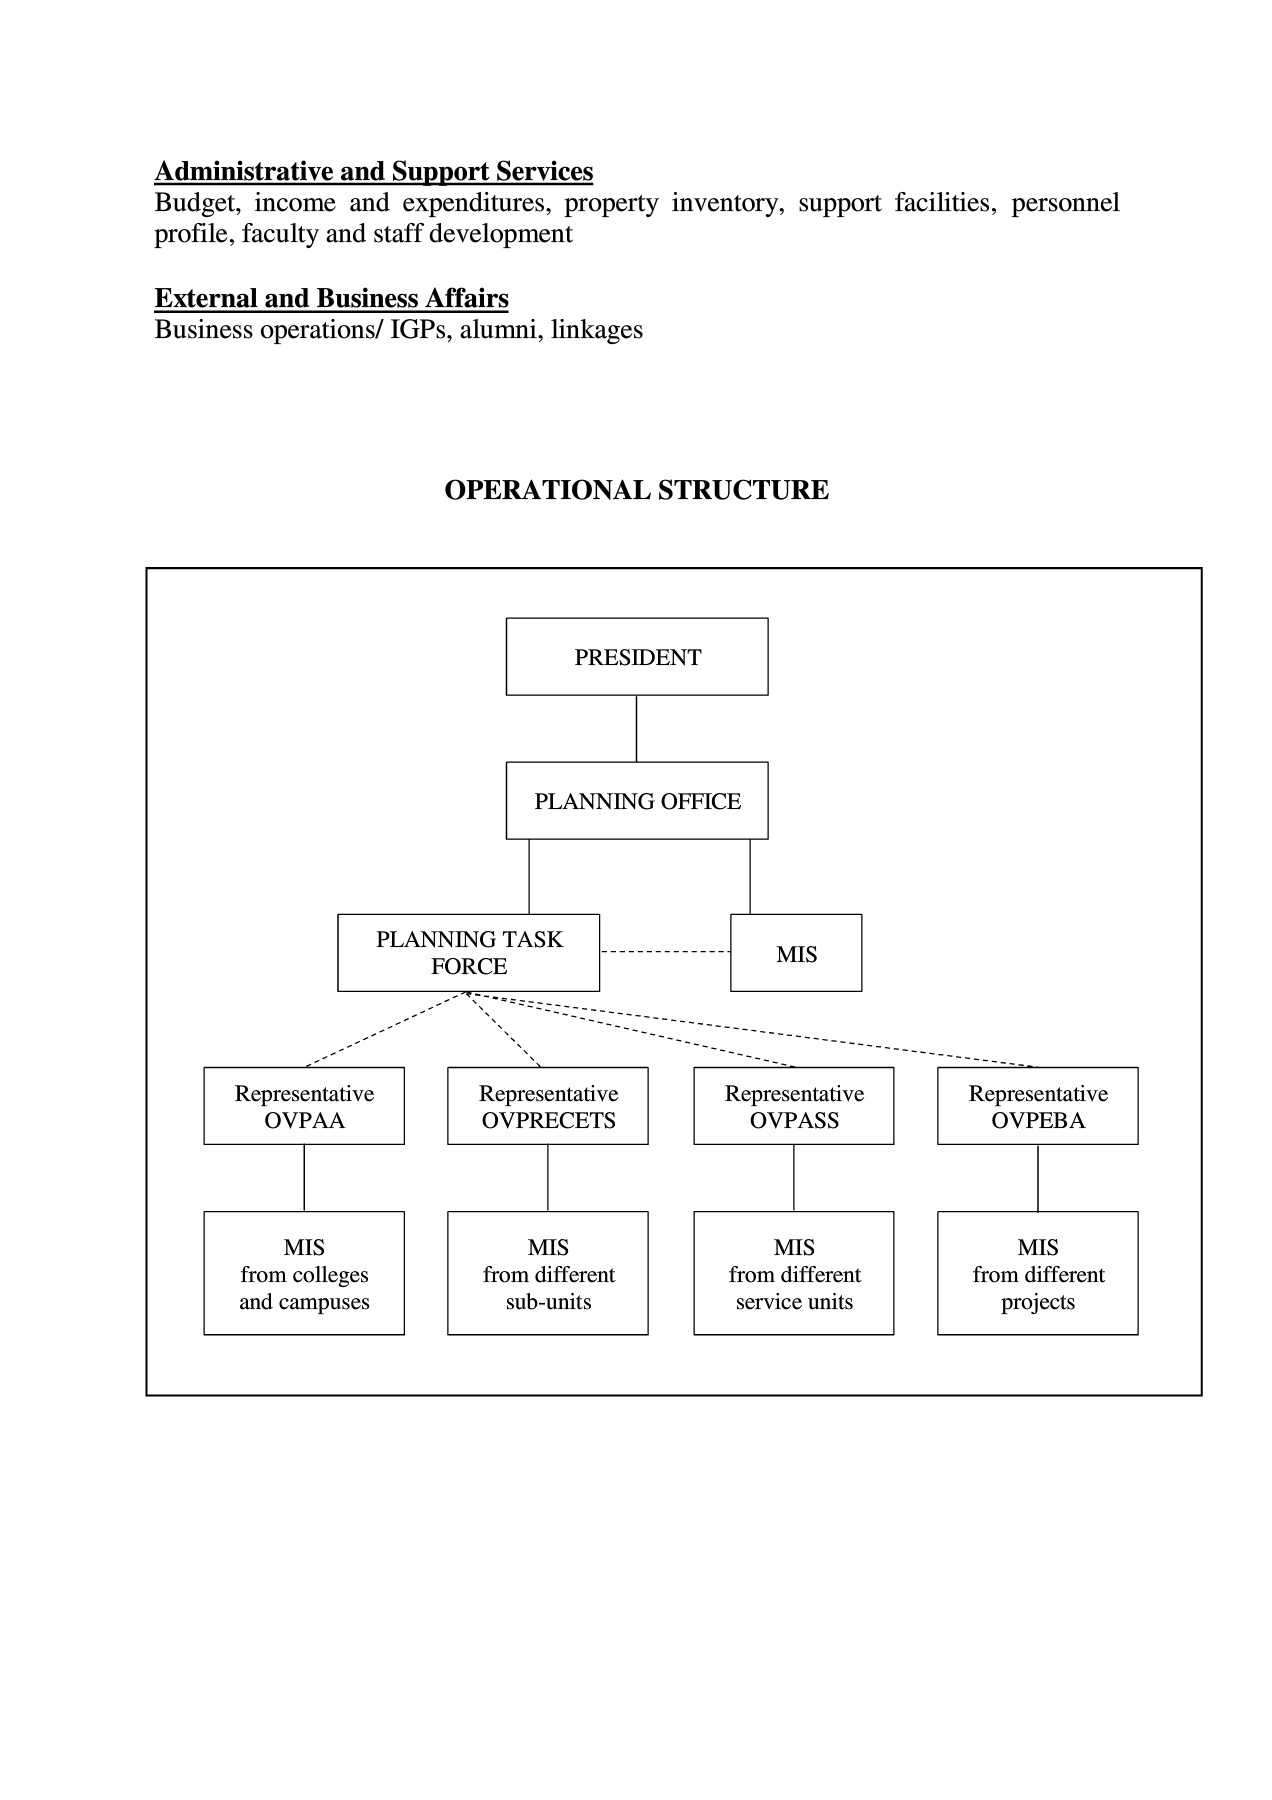 Administrative and Support Services
Budget, income and expenditures, property inventory, support facilities, personnel
profile, faculty and staff development
External and Business Affairs
Business operations/ IGPs, alumni, linkages
OPERATIONAL STRUCTURE
PRESIDENT
PLANNING OFFICE
PLANNING TASK
FORCE
MIS
Representative
OVPAA
Representative
OVPRECETS
Representative
OVPASS
Representative
OVPEBA
MIS
from colleges
and campuses
MIS
from different
sub-units
MIS
from different
service units
MIS
from different
projects